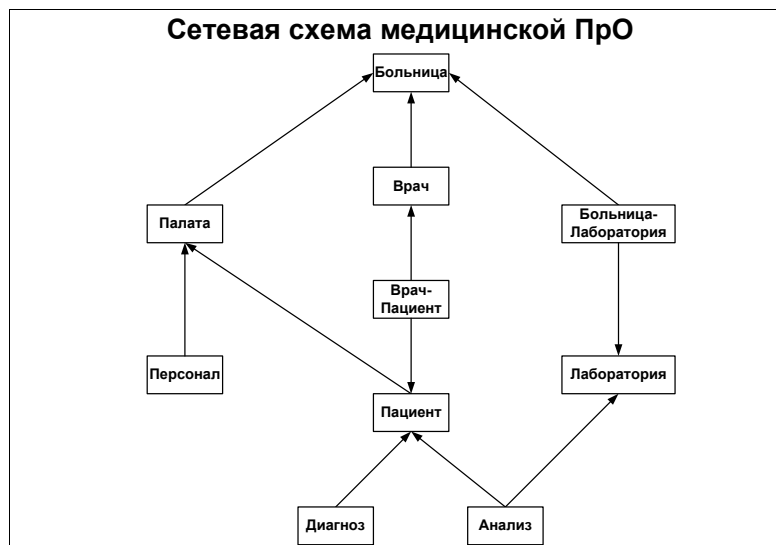 Сетевая схема медицинской ПрО
Больница
Врач
Палата
Больница-
Лаборатория
Врач-
Пациент
Персонал
Лаборатория
Пациент
Диагноз
Анализ